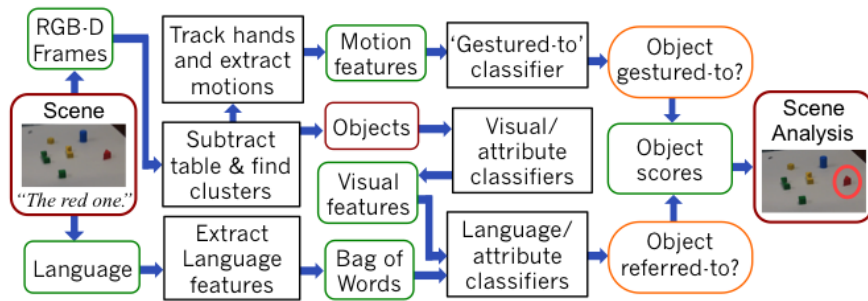 RGB-D
Frames
Track hands
and extract
motions
Motion
features
‘Gestured-to’
classifier
Object
gestured-to?
Scene
“The red one.”
Subtract
table & find
clusters
Objects
Visual/
attribute
classifiers
Object
scores
Scene
Analysis
Visual
features
Language
Extract
Language
features
Bag of
Words
Language/
attribute
classifiers
Object
referred-to?